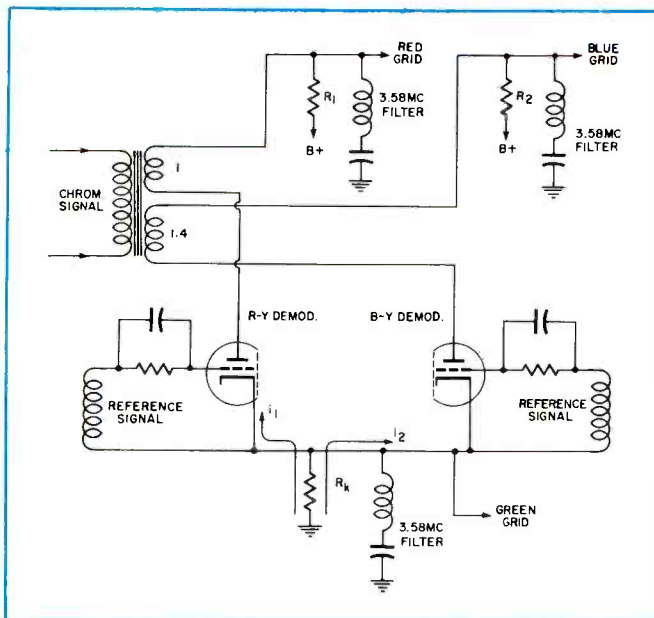 RED
GRID
BLUE
GRID
R1
3.58MC
FILTER
B+
R2
3.58MC
FILTER
B+
CHROM
SIGNAL
1
1.4
R-Y DEMOD.
B-Y DEMOD.
REFERENCE
SIGNAL
i1
i2
REFERENCE
SIGNAL
Rk
3.58MC
FILTER
GREEN
GRID